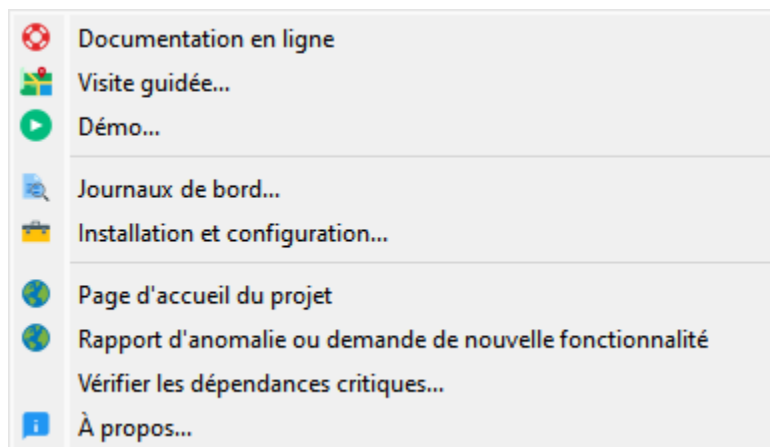 Documentation en ligne
Visite guidée...
Démo...
Journaux de bord...
Installation et configuration...
Page d'accueil du projet
Rapport d'anomalie ou demande de nouvelle fonctionnalité
Vérifier les dépendances critiques...
À propos...